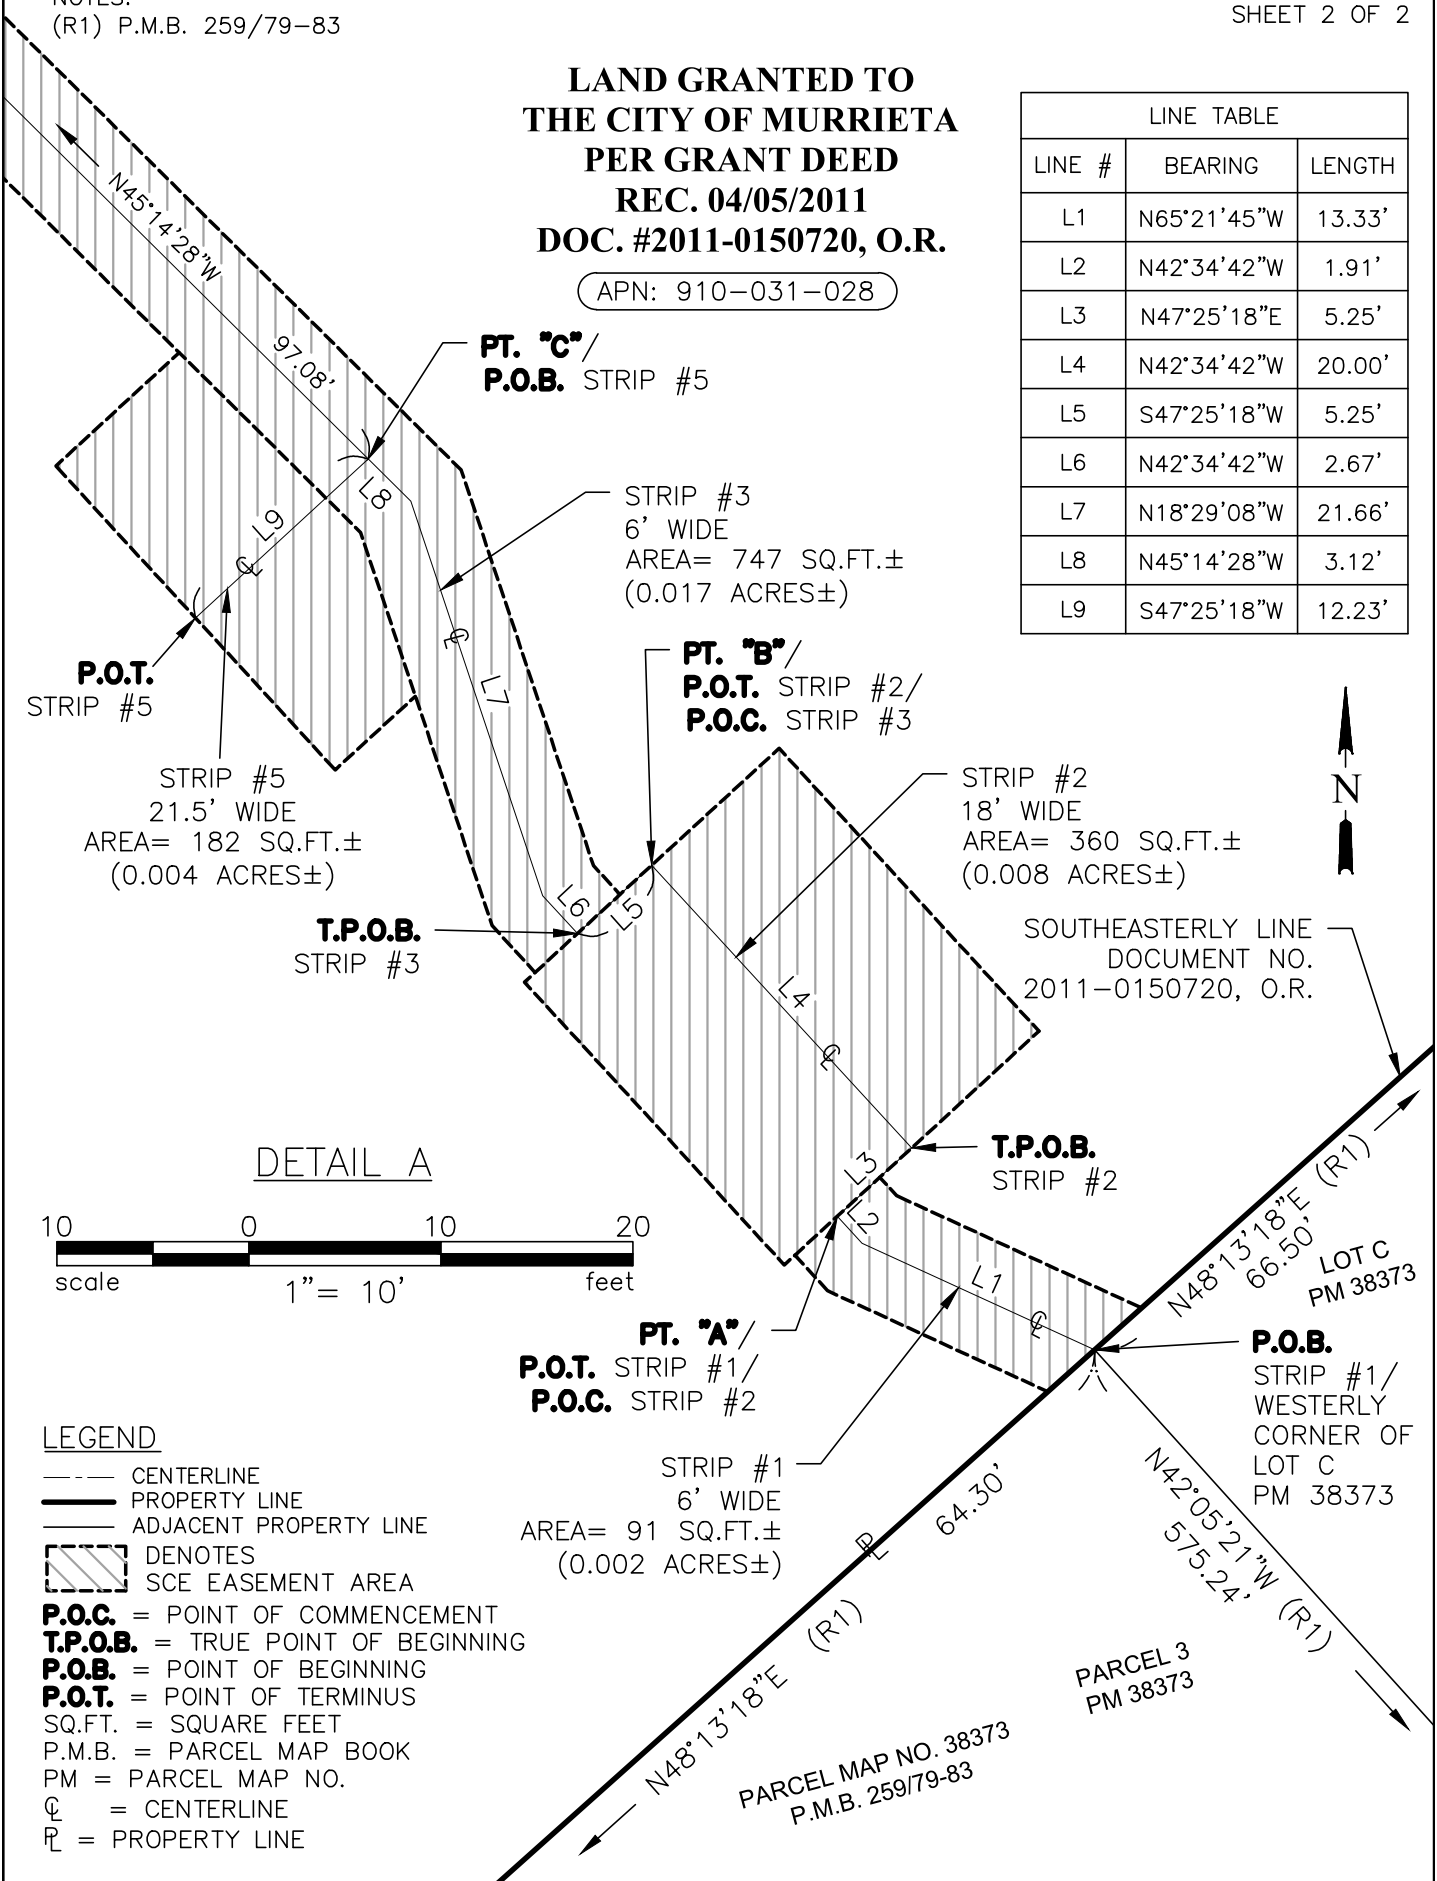 NOTES:
(R1) P.M.B. 259/79-83
SHEET 2 OF 2
LAND GRANTED TO
THE CITY OF MURRIETA
PER GRANT DEED
REC. 04/05/2011
DOC. #2011-0150720, O.R.
APN: 910-031-028
LINE TABLE
LINE # BEARING LENGTH
L1 N65°21'45"W 13.33'
L2 N42°34'42"W 1.91'
L3 N47°25'18"E 5.25'
L4 N42°34'42"W 20.00'
L5 S47°25'18"W 5.25'
L6 N42°34'42"W 2.67'
L7 N18°29'08"W 21.66'
L8 N45°14'28"W 3.12'
L9 S47°25'18"W 12.23'
N45°14'28"W
97.08'
PT. "C"/
P.O.B. STRIP #5
L8
L9
℄
STRIP #3
6' WIDE
AREA= 747 SQ.FT.±
(0.017 ACRES±)
℄
L7
P.O.T.
STRIP #5
PT. "B"/
P.O.T. STRIP #2/
P.O.C. STRIP #3
STRIP #5
21.5' WIDE
AREA= 182 SQ.FT.±
(0.004 ACRES±)
STRIP #2
18' WIDE
AREA= 360 SQ.FT.±
(0.008 ACRES±)
N
L6
L5
T.P.O.B.
STRIP #3
L4
℄
SOUTHEASTERLY LINE
DOCUMENT NO.
2011-0150720, O.R.
T.P.O.B.
STRIP #2
L3
L2
L1
℄
DETAIL A
10 0 10 20
scale 1"= 10' feet
N48°13'18"E (R1)
66.50'
LOT C
PM 38373
PT. "A"/
P.O.T. STRIP #1/
P.O.C. STRIP #2
P.O.B.
STRIP #1/
WESTERLY
CORNER OF
LOT C
PM 38373
STRIP #1
6' WIDE
AREA= 91 SQ.FT.±
(0.002 ACRES±)
64.30'
N42°05'21"W (R1)
575.24'
PL
N48°13'18"E (R1)
PARCEL 3
PM 38373
PARCEL MAP NO. 38373
P.M.B. 259/79-83
LEGEND
CENTERLINE
PROPERTY LINE
ADJACENT PROPERTY LINE
DENOTES
SCE EASEMENT AREA
P.O.C. = POINT OF COMMENCEMENT
T.P.O.B. = TRUE POINT OF BEGINNING
P.O.B. = POINT OF BEGINNING
P.O.T. = POINT OF TERMINUS
SQ.FT. = SQUARE FEET
P.M.B. = PARCEL MAP BOOK
PM = PARCEL MAP NO.
℄ = CENTERLINE
PL = PROPERTY LINE